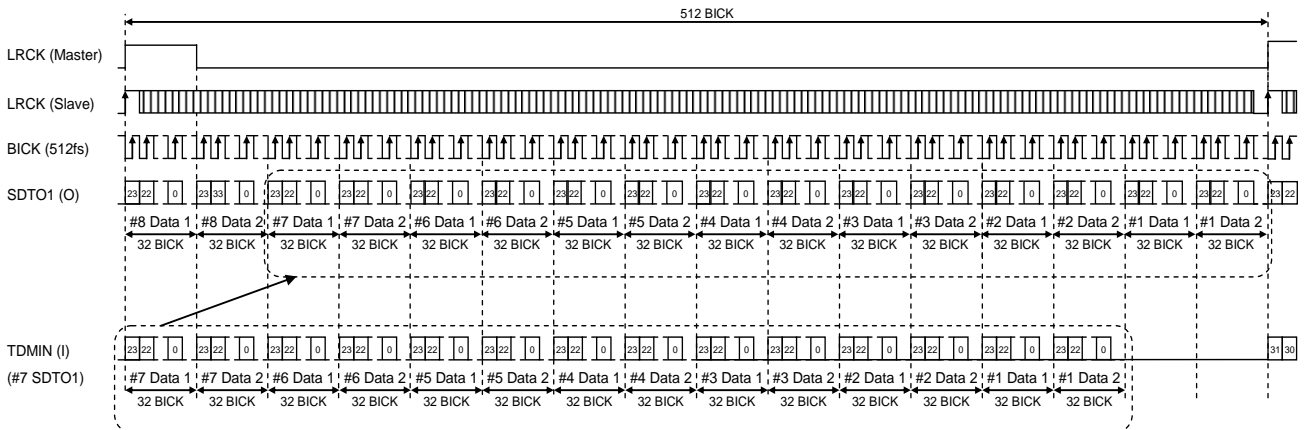 512 BICK
LRCK (Master)
LRCK (Slave)
BICK (512fs)
SDTO1 (O) 23 22 0 23 33 0 23 22 0 23 22 0 23 22 0 23 22 0 23 22 0 23 22 0 23 22 0 23 22 0 23 22 0 23 22 0 23 22 0 23 22 0 23 22 0 23 22 0 23 22
#8 Data 1 #8 Data 2 #7 Data 1 #7 Data 2 #6 Data 1 #6 Data 2 #5 Data 1 #5 Data 2 #4 Data 1 #4 Data 2 #3 Data 1 #3 Data 2 #2 Data 1 #2 Data 2 #1 Data 1 #1 Data 2
32 BICK 32 BICK 32 BICK 32 BICK 32 BICK 32 BICK 32 BICK 32 BICK 32 BICK 32 BICK 32 BICK 32 BICK 32 BICK 32 BICK 32 BICK 32 BICK
TDMIN (I) 23 22 0 23 22 0 23 22 0 23 22 0 23 22 0 23 22 0 23 22 0 23 22 0 23 22 0 23 22 0 23 22 0 23 22 0 23 22 0 23 22 0 31 30
(#7 SDTO1) #7 Data 1 #7 Data 2 #6 Data 1 #6 Data 2 #5 Data 1 #5 Data 2 #4 Data 1 #4 Data 2 #3 Data 1 #3 Data 2 #2 Data 1 #2 Data 2 #1 Data 1 #1 Data 2
32 BICK 32 BICK 32 BICK 32 BICK 32 BICK 32 BICK 32 BICK 32 BICK 32 BICK 32 BICK 32 BICK 32 BICK 32 BICK 32 BICK